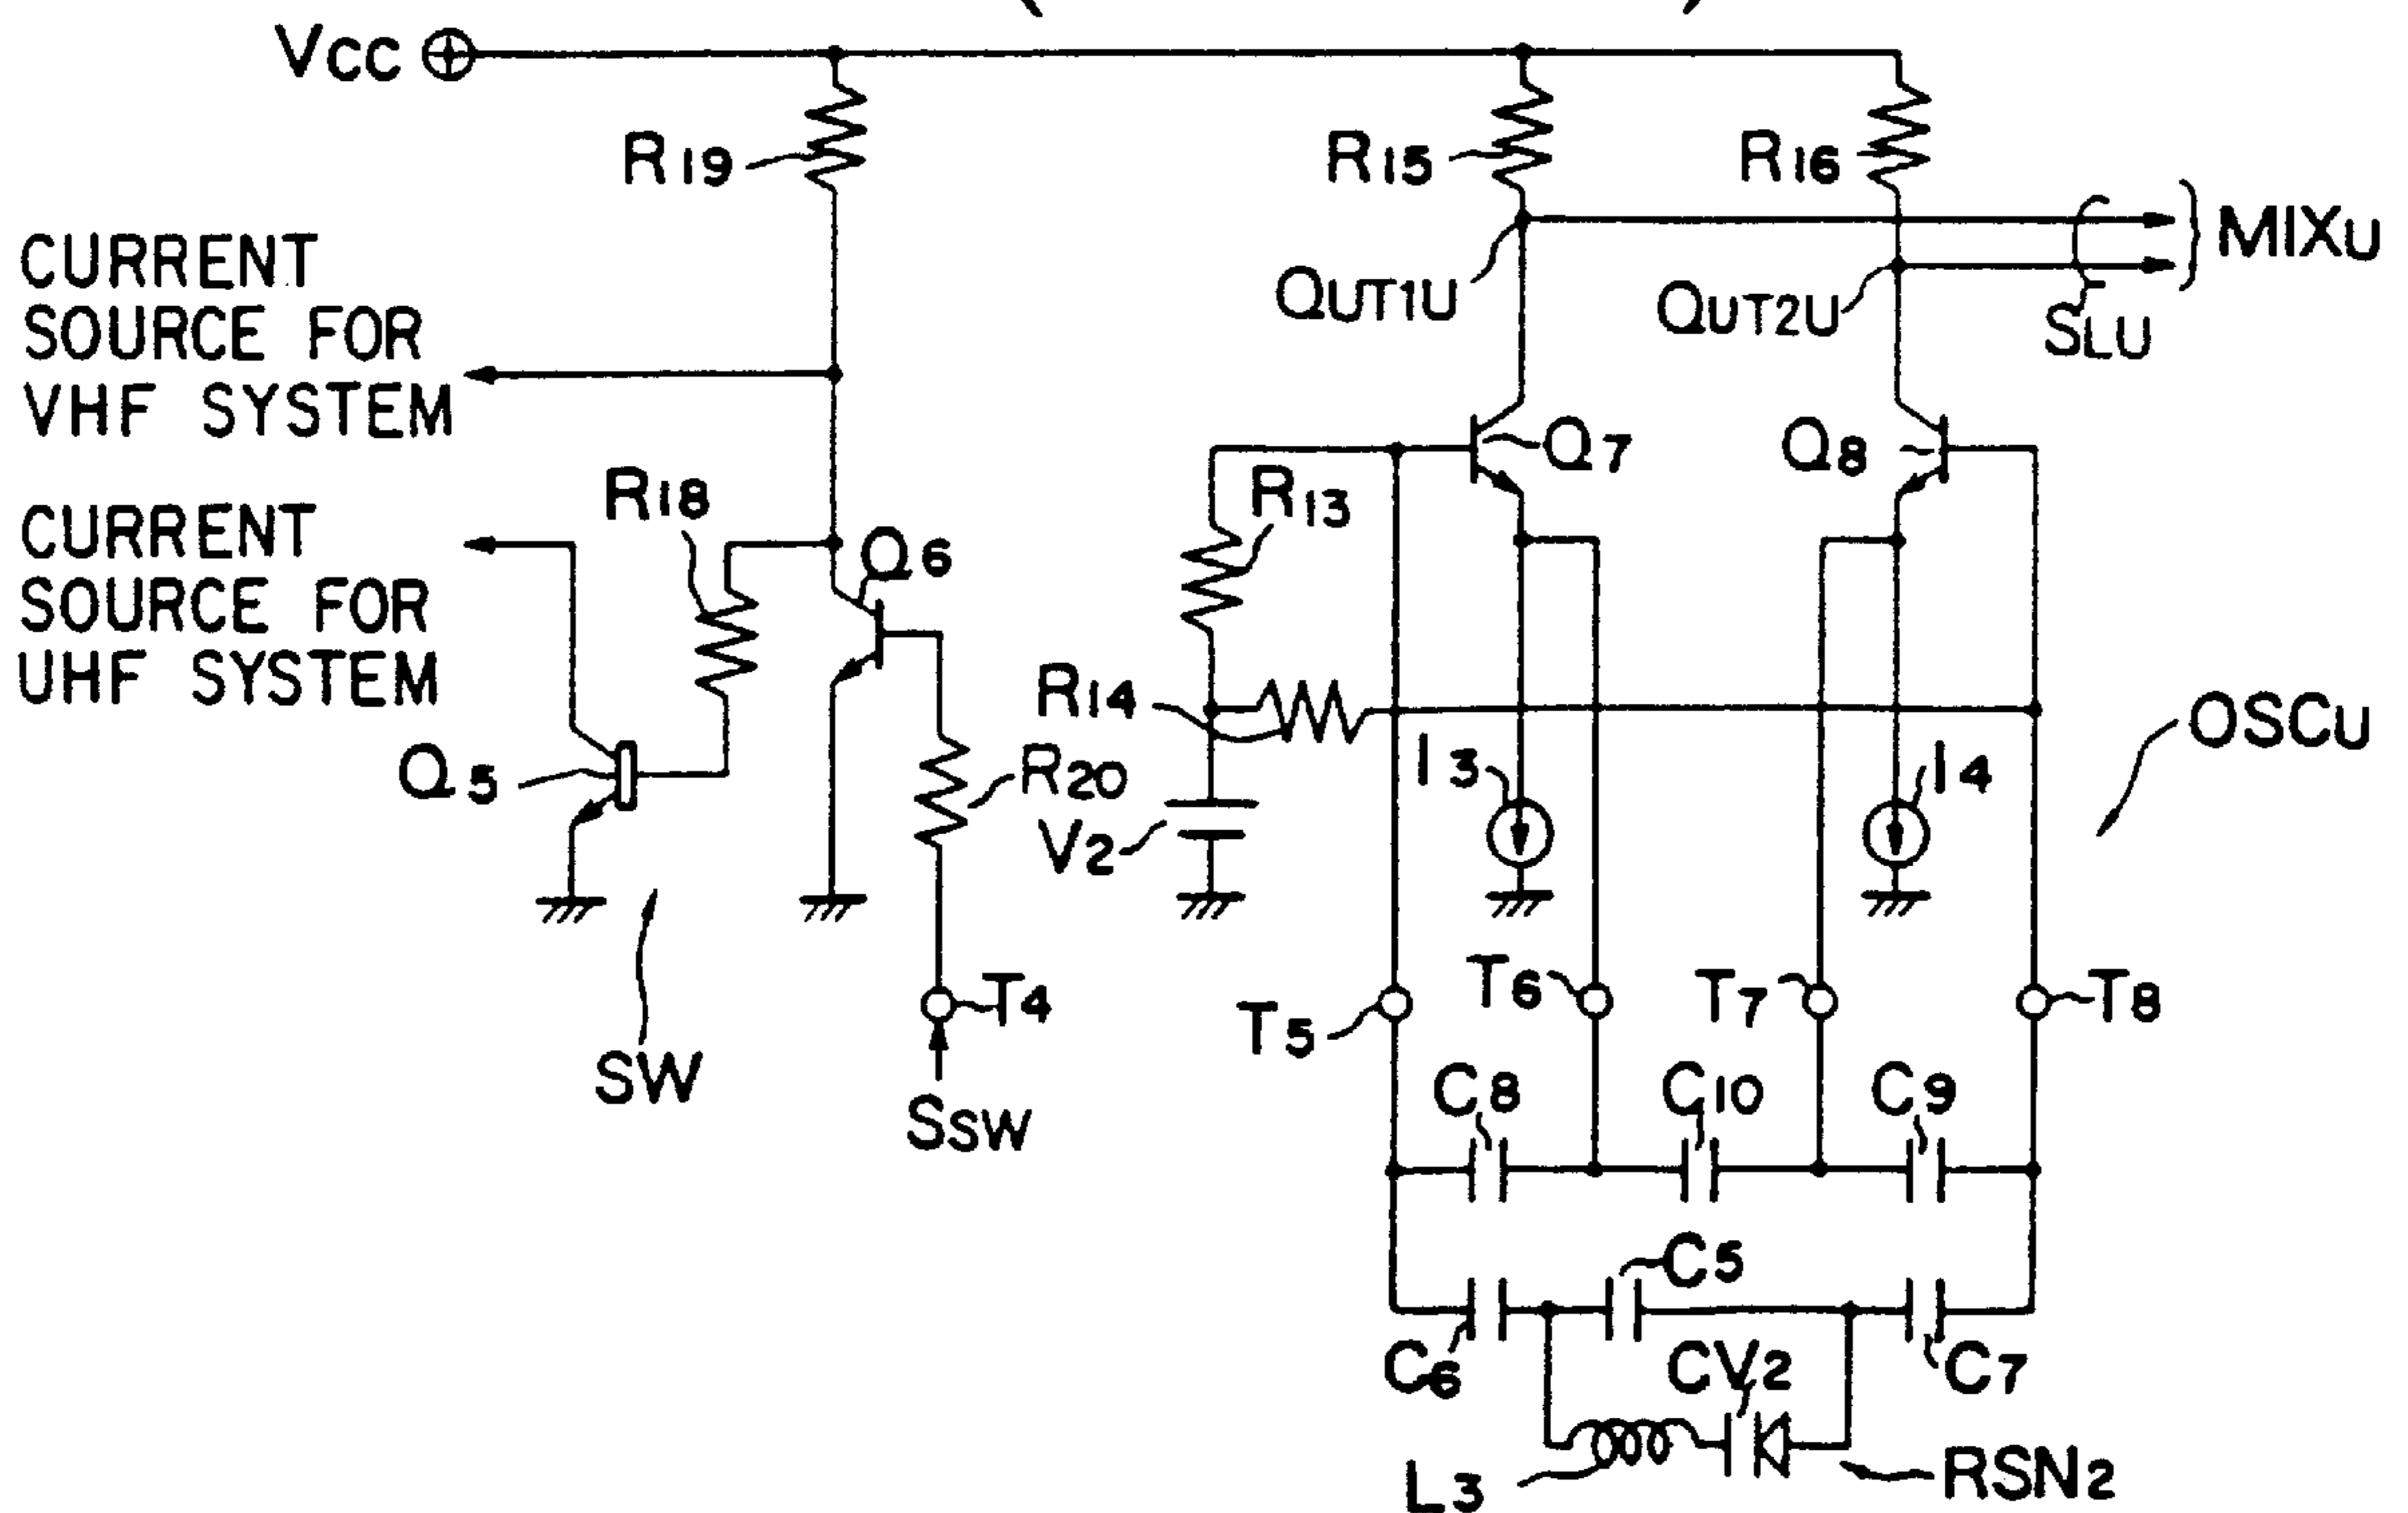 VCC
R19
R15
R16
MIXU
CURRENT
SOURCE FOR
VHF SYSTEM
QUT1U
QUT2U
SLU
Q7
Q8
R18
R13
CURRENT
SOURCE FOR
UHF SYSTEM
Q6
R14
OSCU
Q5
R20
I3
I4
V2
T4
T5
T6
T7
T8
SW
SSW
C8
C10
C9
C5
C6
CV2
C7
L3
RSN2